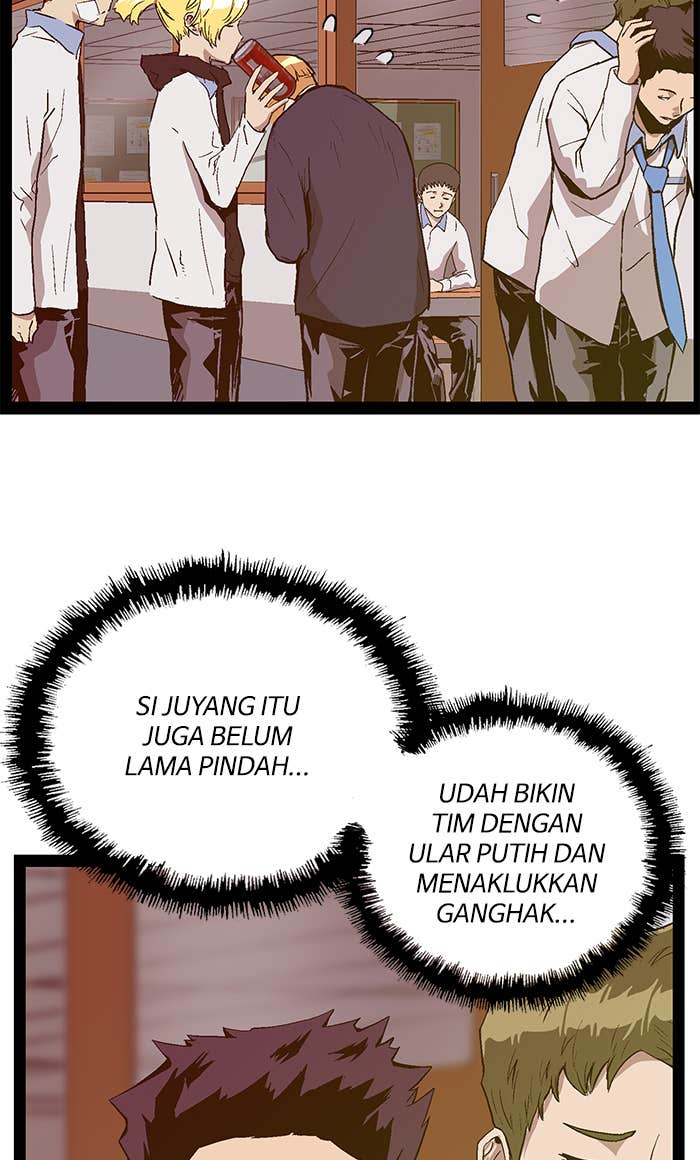 SI JUYANG ITU
JUGA BELUM
LAMA PINDAH...
UDAH BIKIN
TIM DENGAN
ULAR PUTIH DAN
MENAKLUKKAN
GANGHAK...